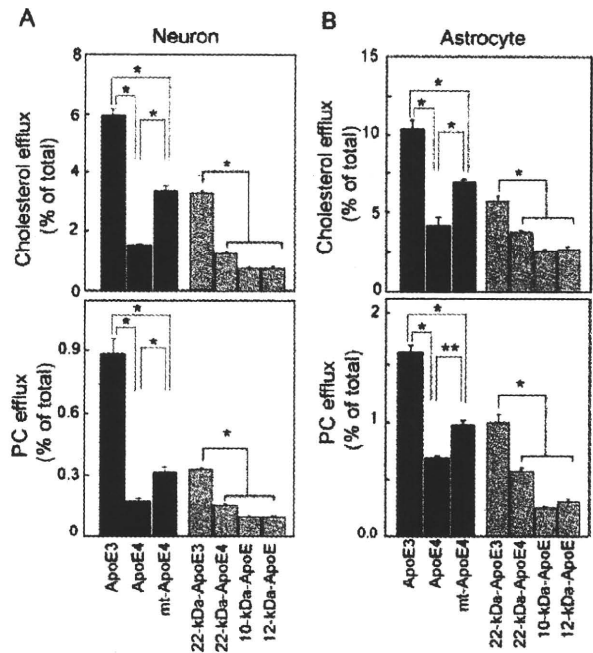 A
Neuron
Cholesterol efflux
(% of total)
8
6
4
2
0
*
*
*
*
PC efflux
(% of total)
0.9
0.6
0.3
0
*
*
*
*
ApoE3
ApoE4
mt-ApoE4
22-kDa-ApoE3
22-kDa-ApoE4
10-kDa-ApoE
12-kDa-ApoE
B
Astrocyte
Cholesterol efflux
(% of total)
15
10
5
0
*
*
*
*
PC efflux
(% of total)
2
1
0.0
*
*
**
*
ApoE3
ApoE4
mt-ApoE4
22-kDa-ApoE3
22-kDa-ApoE4
10-kDa-ApoE
12-kDa-ApoE